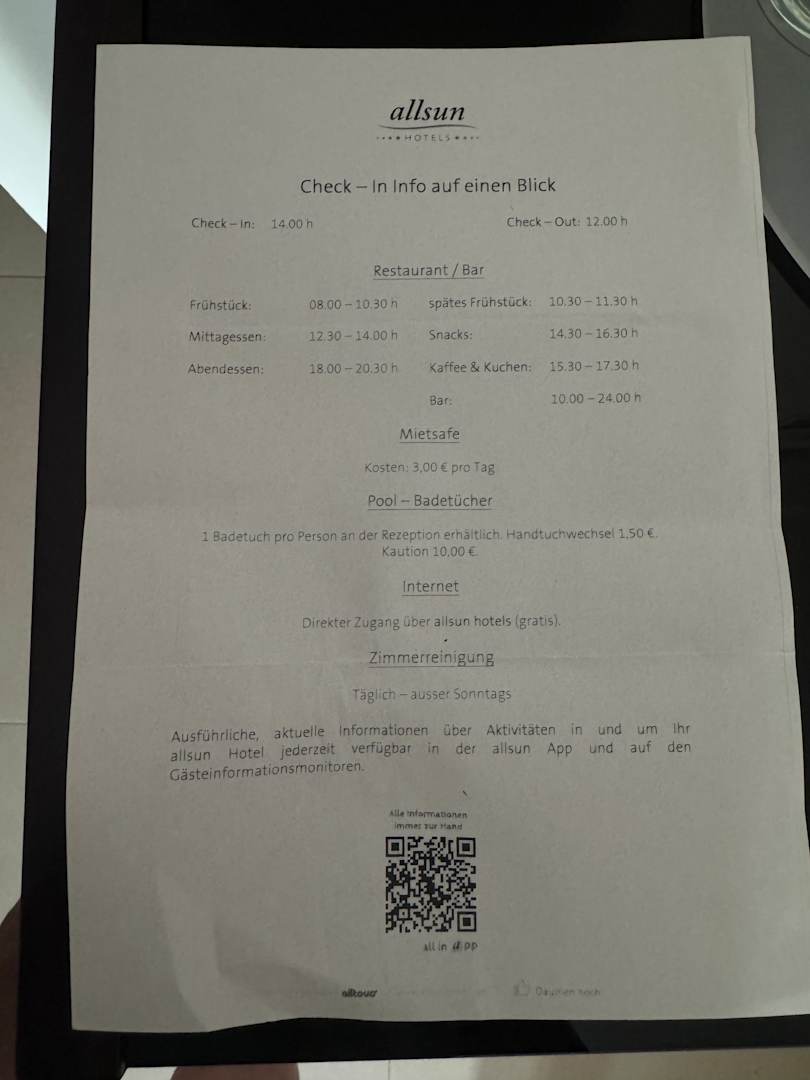 allsun
HOTELS
Check – In Info auf einen Blick
Check – In: 14.00 h Check – Out: 12.00 h
Restaurant / Bar
Frühstück: 08.00 – 10.30 h spätes Frühstück: 10.30 – 11.30 h
Mittagessen: 12.30 – 14.00 h Snacks: 14.30 – 16.30 h
Abendessen: 18.00 – 20.30 h Kaffee & Kuchen: 15.30 – 17.30 h
Bar: 10.00 – 24.00 h
Mietsafe
Kosten: 3,00 € pro Tag
Pool – Badetücher
1 Badetuch pro Person an der Rezeption erhältlich. Handtuchwechsel 1,50 €.
Kaution 10,00 €.
Internet
Direkter Zugang über allsun hotels (gratis).
Zimmerreinigung
Täglich – ausser Sonntags
Ausführliche, aktuelle Informationen über Aktivitäten in und um Ihr
allsun Hotel jederzeit verfügbar in der allsun App und auf den
Gästeinformationsmonitoren.
Alle Informationen
immer zur Hand
all in app
alltours Daumen hoch